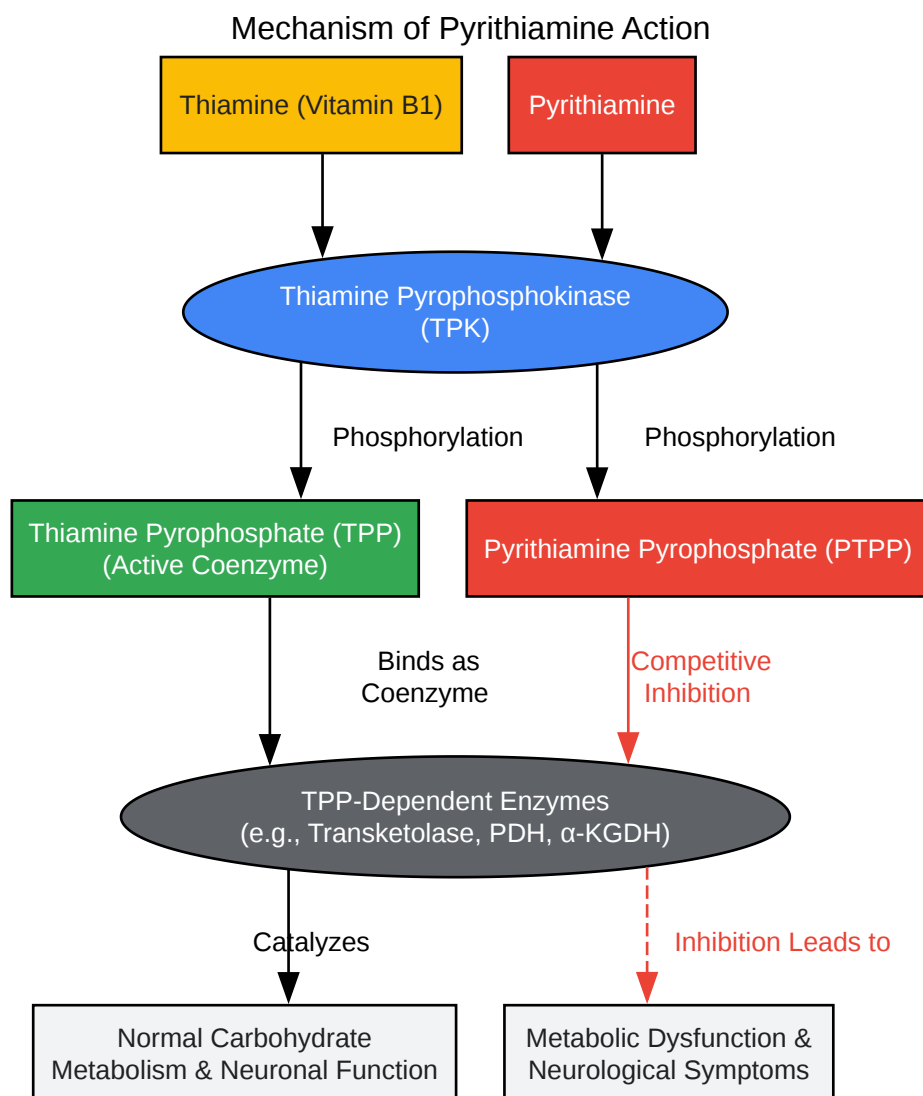 Mechanism of Pyrithiamine Action
Thiamine (Vitamin B1)
Pyrithiamine
Thiamine Pyrophosphokinase
(TPK)
Phosphorylation
Phosphorylation
Thiamine Pyrophosphate (TPP)
(Active Coenzyme)
Pyrithiamine Pyrophosphate (PTPP)
Binds as
Coenzyme
Competitive
Inhibition
TPP-Dependent Enzymes
(e.g., Transketolase, PDH, α-KGDH)
Catalyzes
Inhibition Leads to
Normal Carbohydrate
Metabolism & Neuronal Function
Metabolic Dysfunction &
Neurological Symptoms